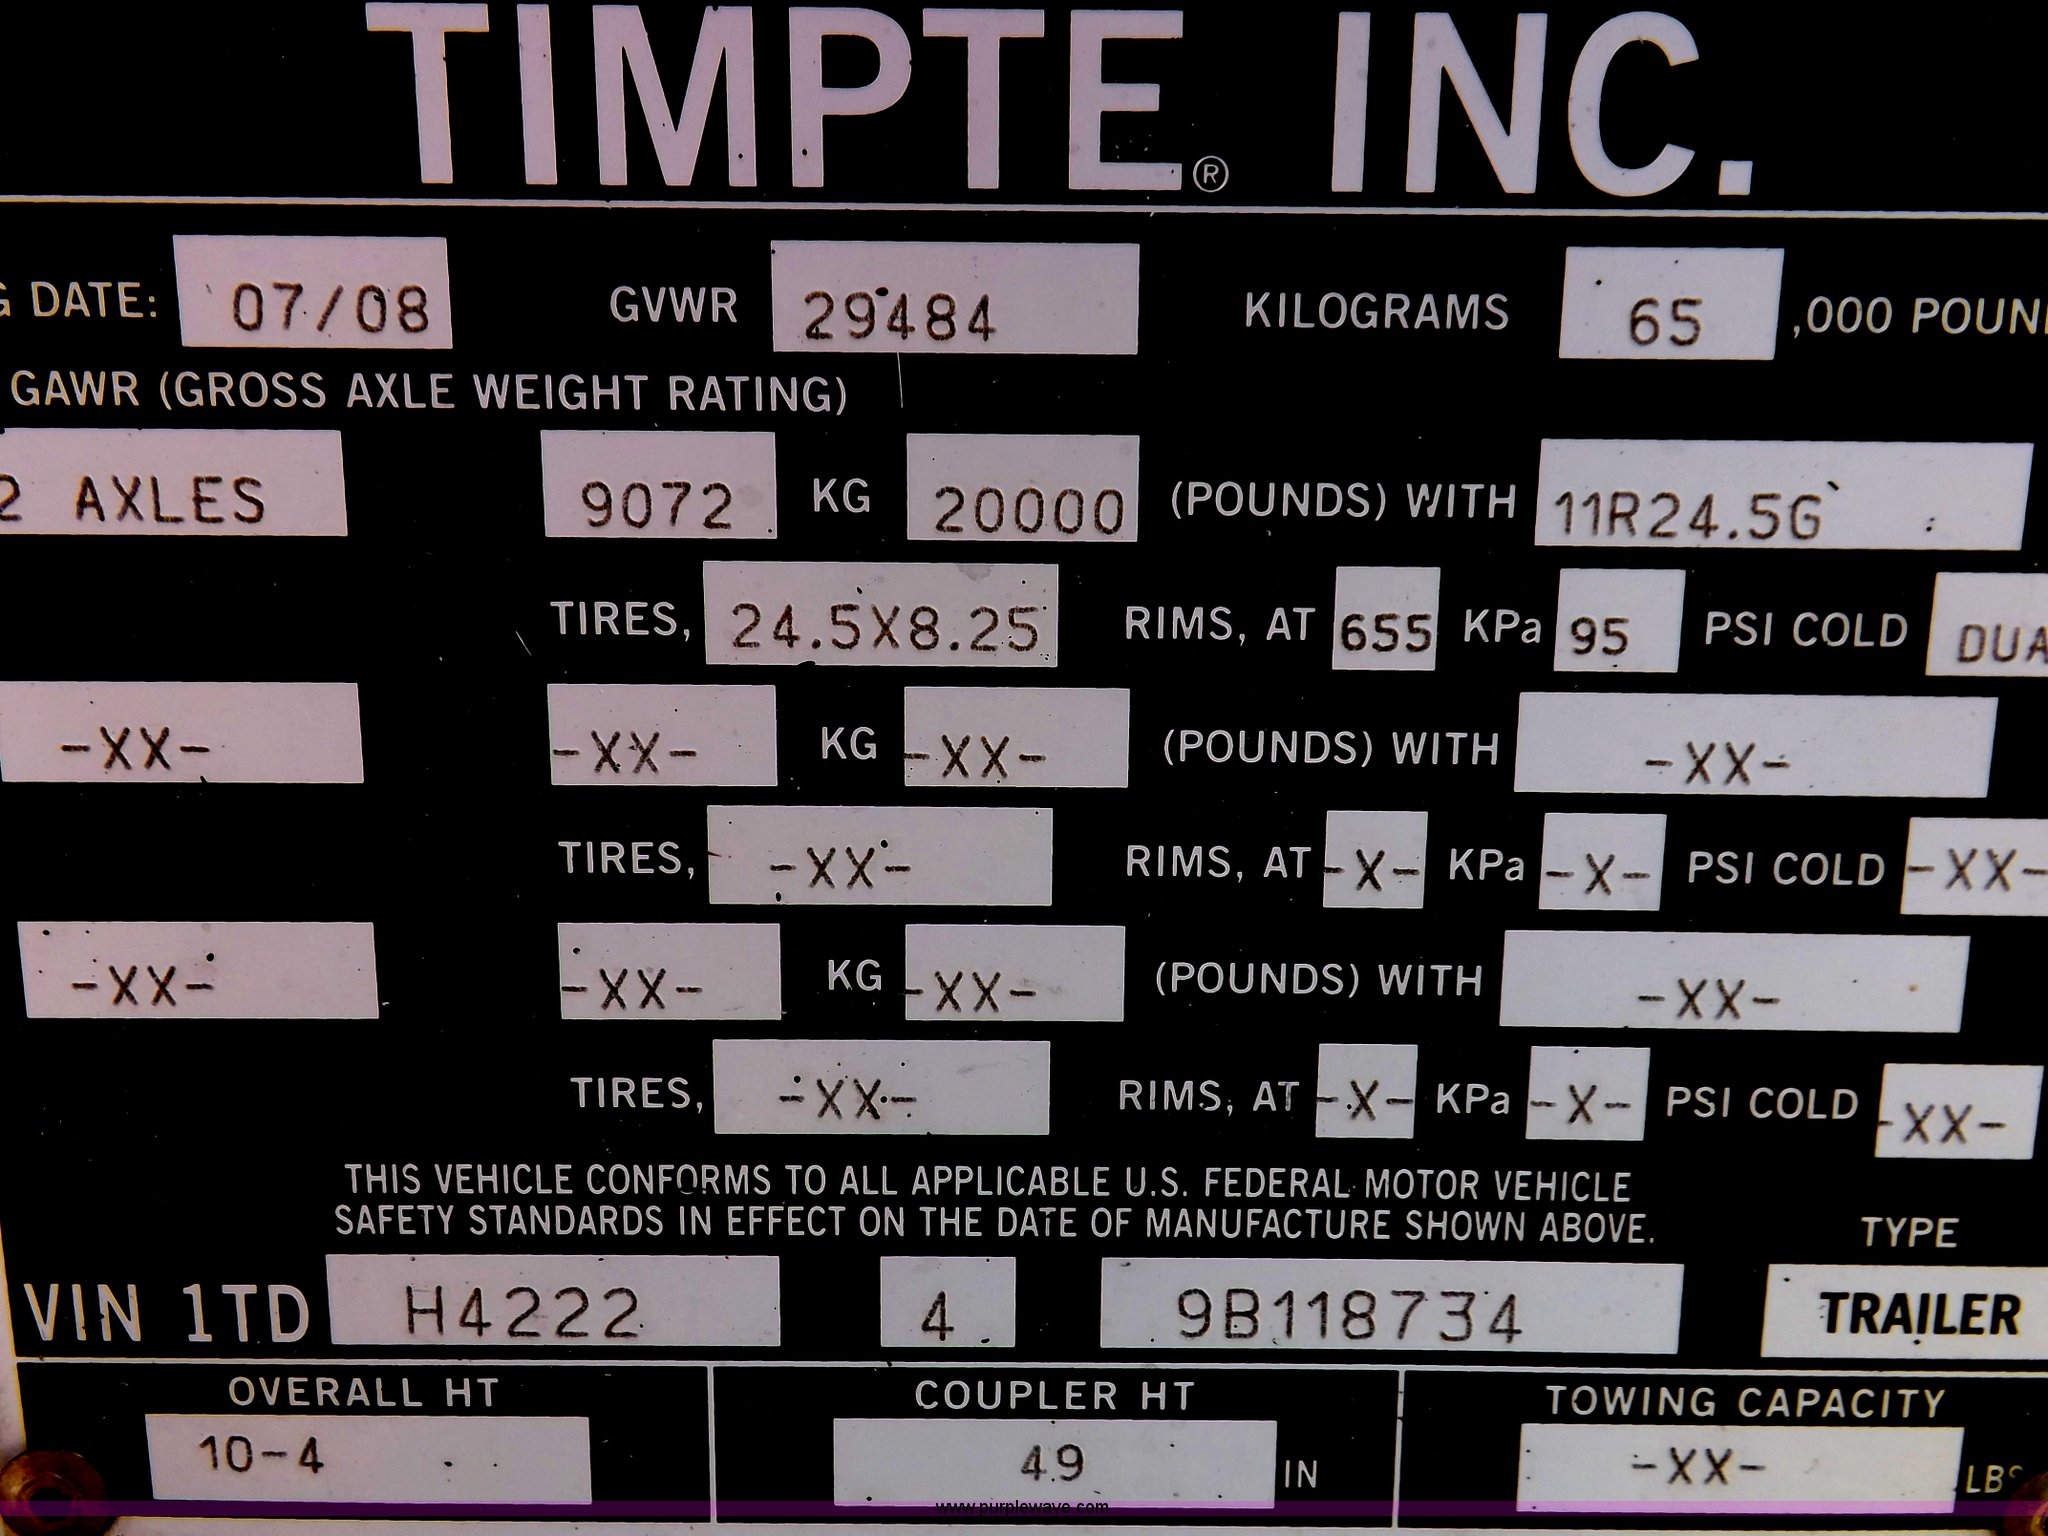 TIMPTE® INC.
G DATE: 07/08 GVWR 29484 KILOGRAMS 65 ,000 POUN
GAWR (GROSS AXLE WEIGHT RATING)
2 AXLES 9072 KG 20000 (POUNDS) WITH 11R24.5G
TIRES, 24.5X8.25 RIMS, AT 655 KPa 95 PSI COLD DUA
-XX- -XX- KG -XX- (POUNDS) WITH -XX-
TIRES, -XX- RIMS, AT -X- KPa -X- PSI COLD -XX-
-XX- -XX- KG -XX- (POUNDS) WITH -XX-
TIRES, -XX- RIMS, AT -X- KPa -X- PSI COLD -XX-
THIS VEHICLE CONFORMS TO ALL APPLICABLE U.S. FEDERAL MOTOR VEHICLE
SAFETY STANDARDS IN EFFECT ON THE DATE OF MANUFACTURE SHOWN ABOVE.
TYPE
VIN 1TD H4222 4 9B118734 TRAILER
OVERALL HT COUPLER HT TOWING CAPACITY
10-4 49 IN -XX- LBS
www.purplewave.com